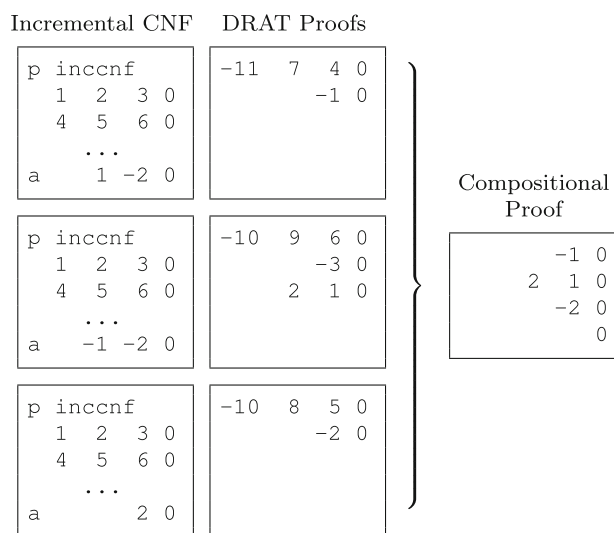 Incremental CNF
DRAT Proofs
p inccnf
1 2 3 0
4 5 6 0
...
a 1 -2 0
-11 7 4 0
-1 0
p inccnf
1 2 3 0
4 5 6 0
...
a -1 -2 0
-10 9 6 0
-3 0
2 1 0
p inccnf
1 2 3 0
4 5 6 0
...
a 2 0
-10 8 5 0
-2 0
Compositional
Proof
-1 0
2 1 0
-2 0
0